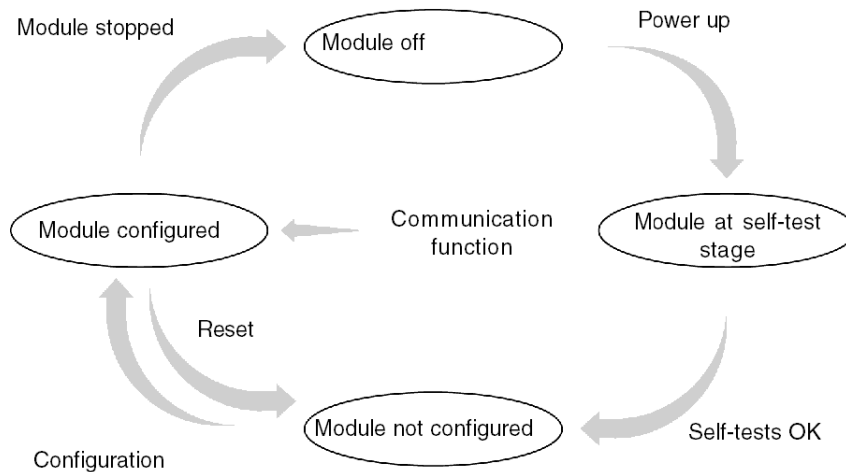 Module stopped
Module off
Power up
Module configured
Communication
function
Module at self-test
stage
Reset
Module not configured
Self-tests OK
Configuration